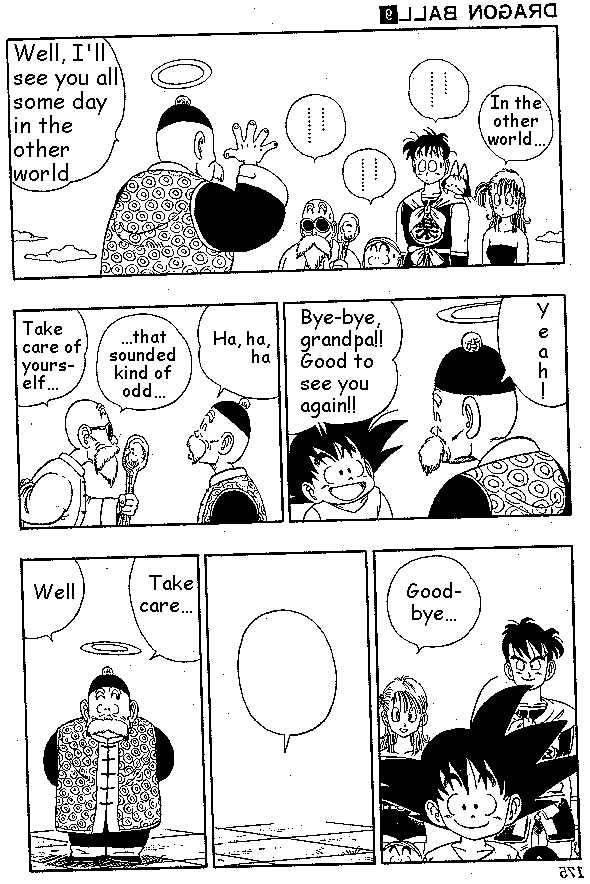 DRAGON BALL 9
Well, I'll
see you all
some day
in the
other
world
......
......
......
In the
other
world...
Take
care of
yours-
elf...
...that
sounded
kind of
odd...
Ha, ha,
ha
Bye-bye,
grandpa!!
Good to
see you
again!!
Yeah!
Well
Take
care...
Good-
bye...
175